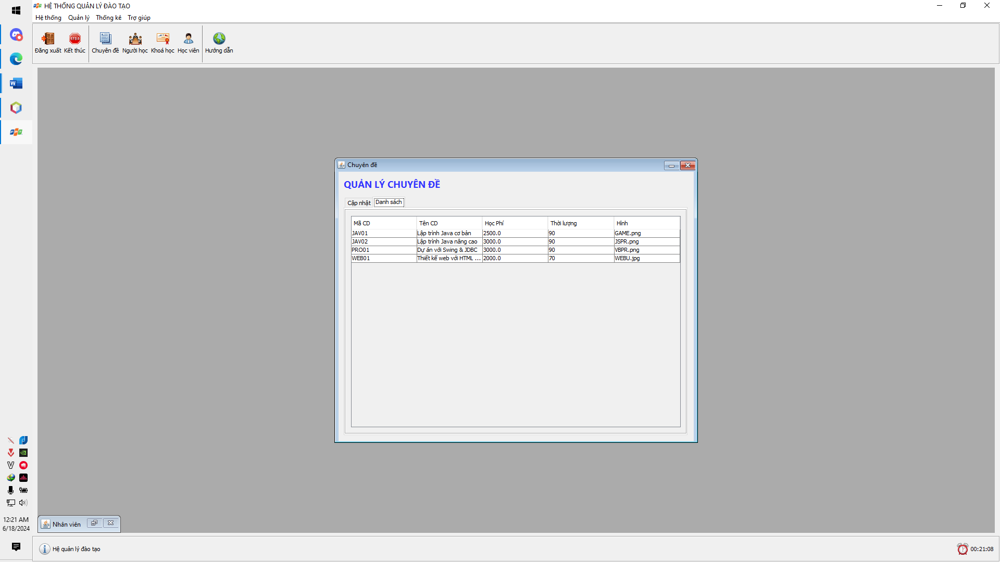 HỆ THỐNG QUẢN LÝ ĐÀO TẠO
Hệ thống Quản lý Thống kê Trợ giúp
STOP
Đăng xuất Kết thúc Chuyên đề Người học Khoá học Học viên Hướng dẫn
W
FPT
Chuyên đề
QUẢN LÝ CHUYÊN ĐỀ
Cập nhật Danh sách
Mã CD Tên CD Học Phí Thời lượng Hình
JAV01 Lập trình Java cơ bản 2500.0 90 GAME.png
JAV02 Lập trình Java nâng cao 3000.0 90 JSPR.png
PRO01 Dự án với Swing & JDBC 3000.0 90 VBPR.png
WEB01 Thiết kế web với HTML ... 2000.0 70 WEBU.jpg
12:21 AM
6/18/2024
Nhân viên
Hệ quản lý đào tạo
00:21:08